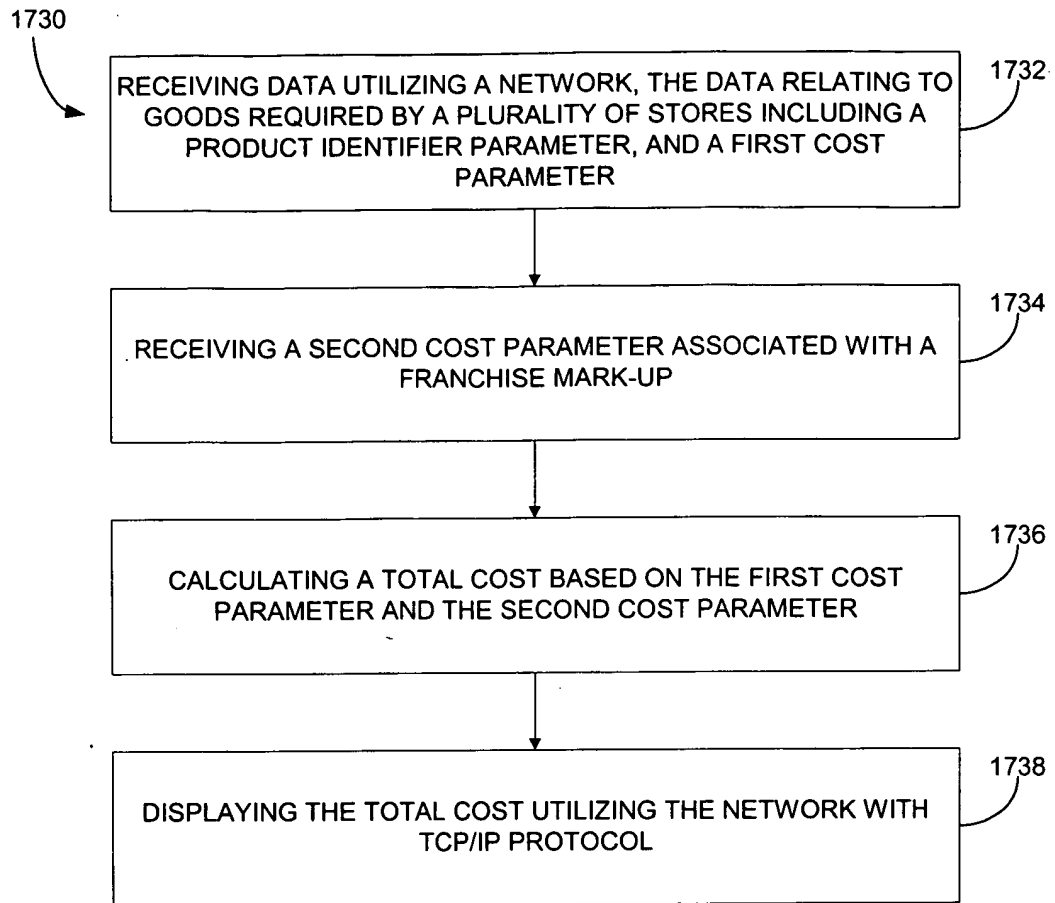 1730
RECEIVING DATA UTILIZING A NETWORK, THE DATA RELATING TO
GOODS REQUIRED BY A PLURALITY OF STORES INCLUDING A
PRODUCT IDENTIFIER PARAMETER, AND A FIRST COST
PARAMETER
1732
RECEIVING A SECOND COST PARAMETER ASSOCIATED WITH A
FRANCHISE MARK-UP
1734
CALCULATING A TOTAL COST BASED ON THE FIRST COST
PARAMETER AND THE SECOND COST PARAMETER
1736
DISPLAYING THE TOTAL COST UTILIZING THE NETWORK WITH
TCP/IP PROTOCOL
1738